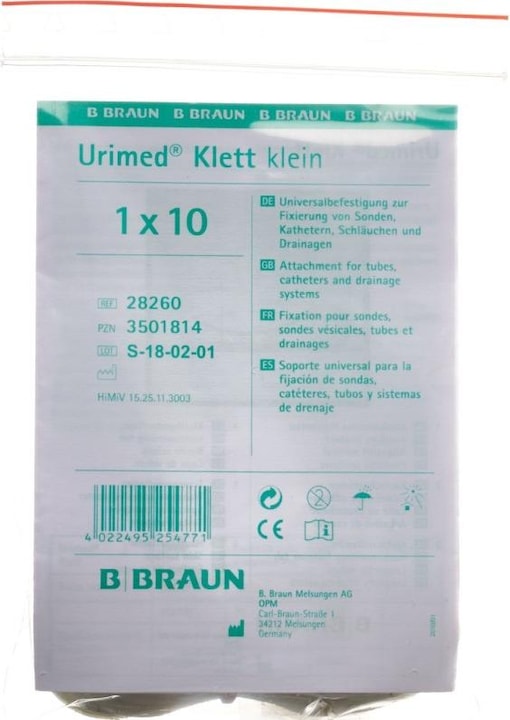 B BRAUN B BRAUN B BRAUN B BRAUN
Urimed® Klett klein
1 x 10
REF 28260
PZN 3501814
LOT S-18-02-01
HiMiV 15.25.11.3003
DE Universalbefestigung zur
Fixierung von Sonden,
Kathetern, Schläuchen und
Drainagen
GB Attachment for tubes,
catheters and drainage
systems
FR Fixation pour sondes,
sondes vésicales, tubes et
drainages
ES Soporte universal para la
fijación de sondas,
catéteres, tubos y sistemas
de drenaje
2
CE i
4 022495 254771
B BRAUN
B. Braun Melsungen AG
OPM
Carl-Braun-Straße 1
34212 Melsungen
Germany